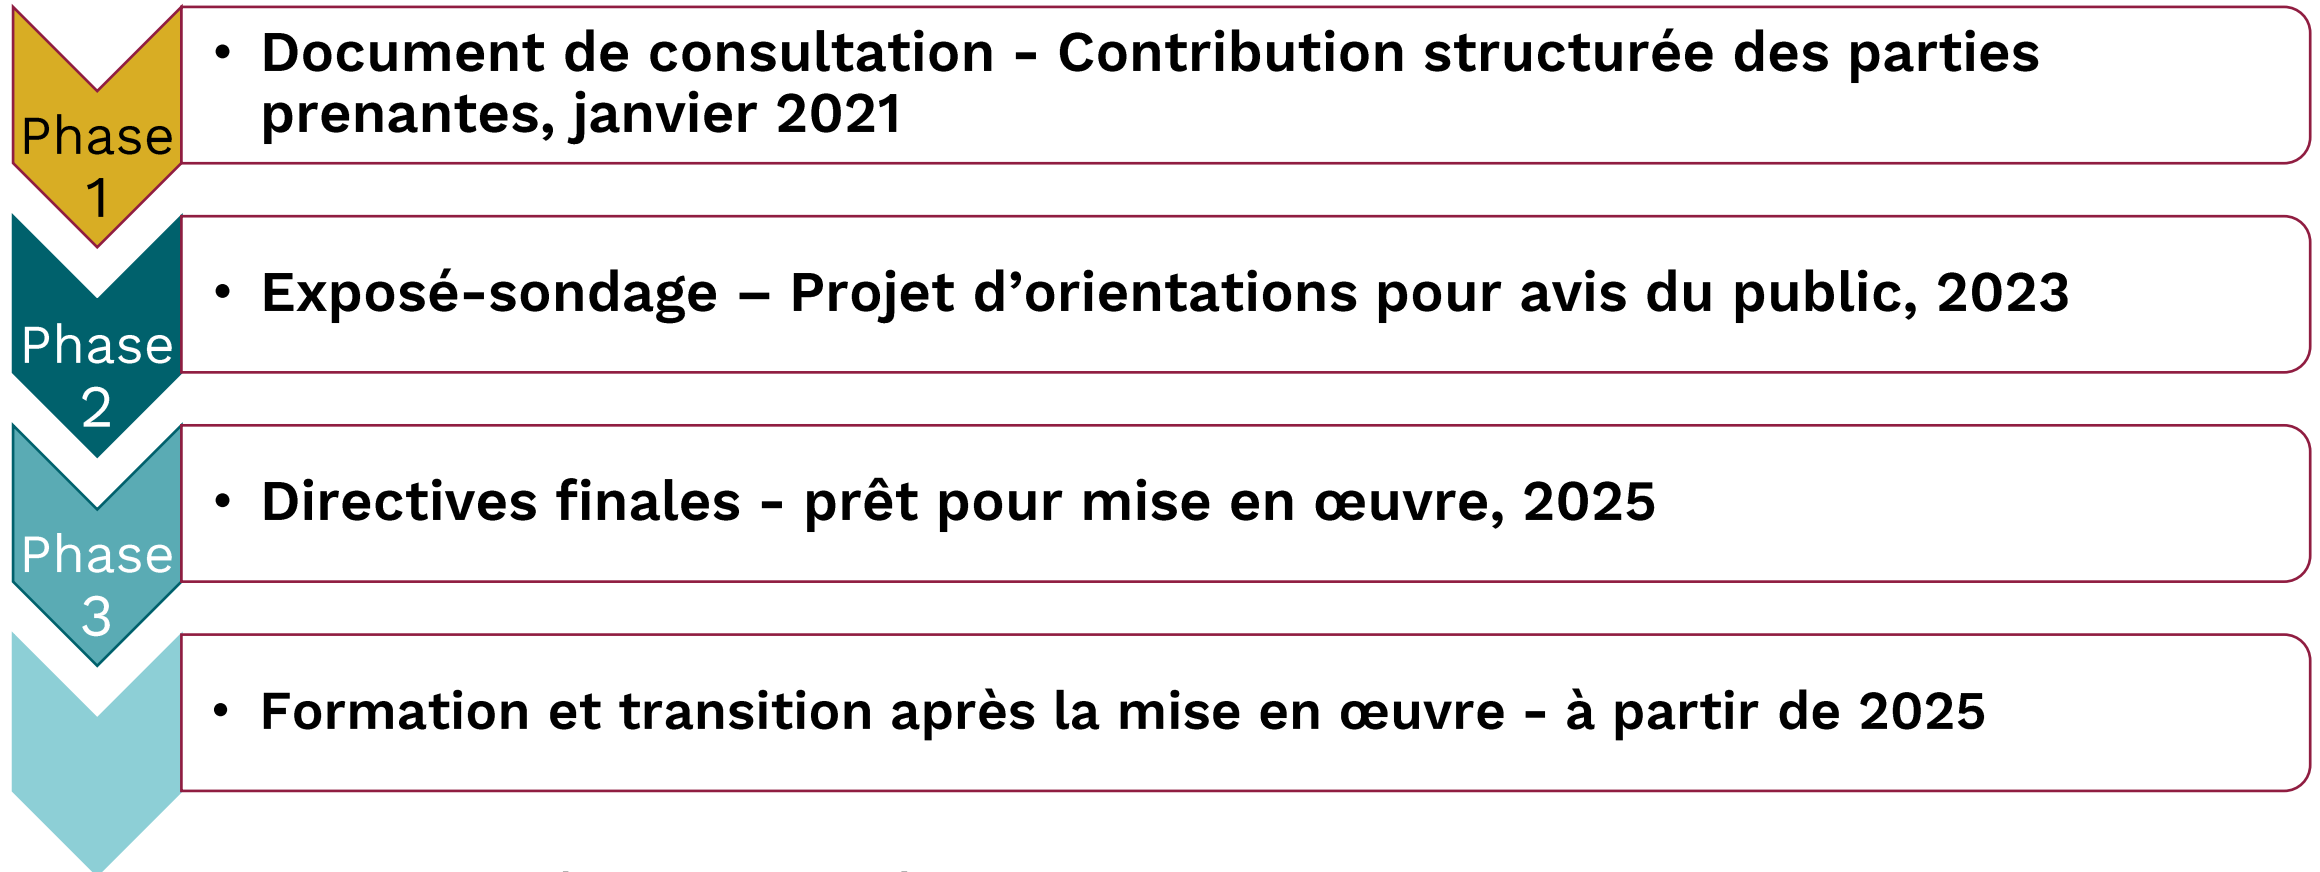 Phase
1
• Document de consultation - Contribution structurée des parties
prenantes, janvier 2021
Phase
2
• Exposé-sondage – Projet d’orientations pour avis du public, 2023
Phase
3
• Directives finales - prêt pour mise en œuvre, 2025
• Formation et transition après la mise en œuvre - à partir de 2025